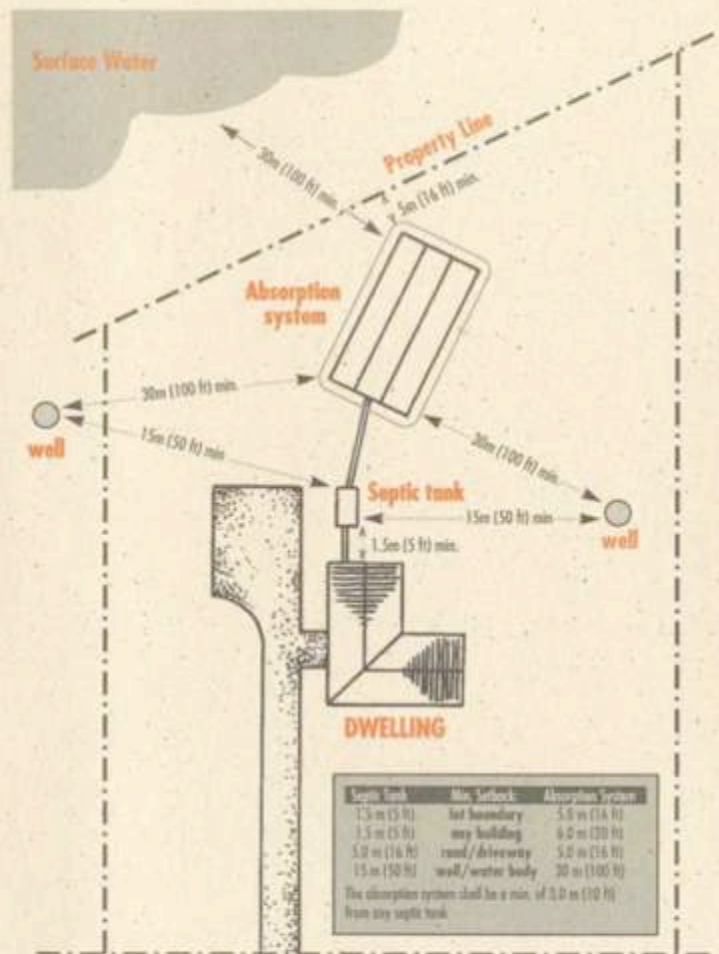 Surface Water
Property Line
30m (100 ft) min.
5m (16 ft) min.
Absorption
system
30m (100 ft) min.
15m (50 ft) min
well
30m (100 ft) min.
Septic tank
15m (50 ft) min
well
1.5m (5 ft) min.
DWELLING
Septic Tank Min. Setback Absorption System
1.5 m (5 ft) lot boundary 5.0 m (16 ft)
1.5 m (5 ft) any building 6.0 m (20 ft)
5.0 m (16 ft) road/driveway 5.0 m (16 ft)
15 m (50 ft) well/water body 30 m (100 ft)
The absorption system shall be a min. of (10 ft)
from any septic tank